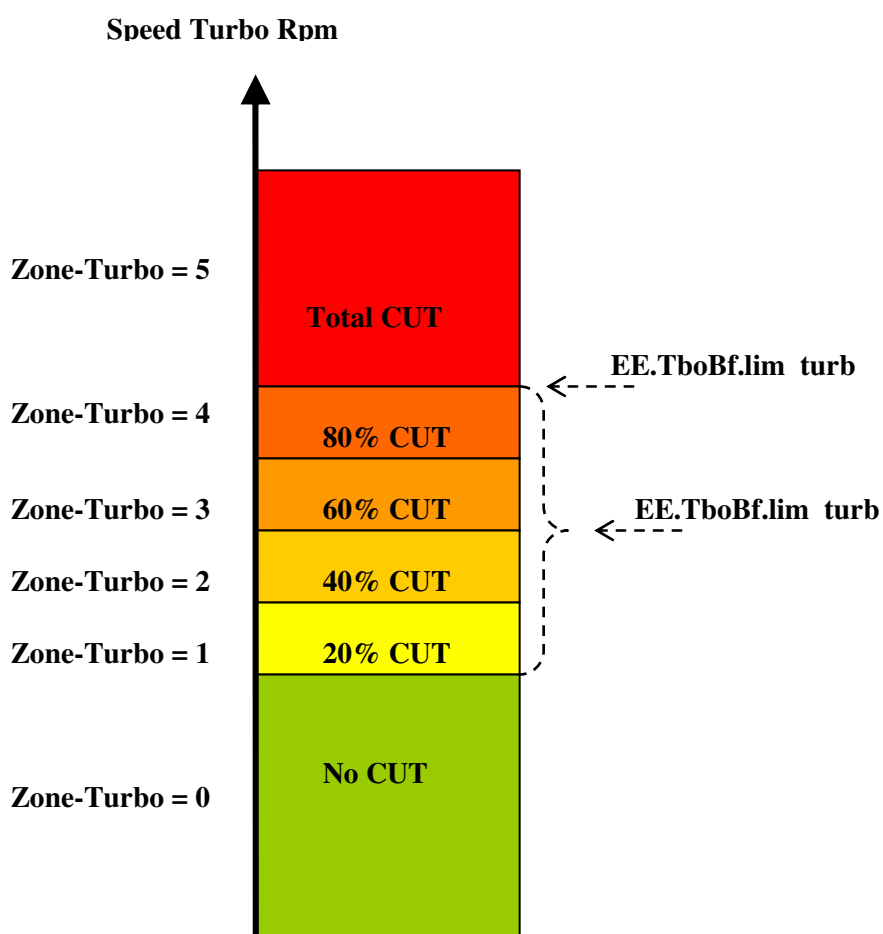 Speed Turbo Rpm
Zone-Turbo = 5
Total CUT
EE.TboBf.lim turb
Zone-Turbo = 4
80% CUT
Zone-Turbo = 3
60% CUT
EE.TboBf.lim turb
Zone-Turbo = 2
40% CUT
Zone-Turbo = 1
20% CUT
No CUT
Zone-Turbo = 0